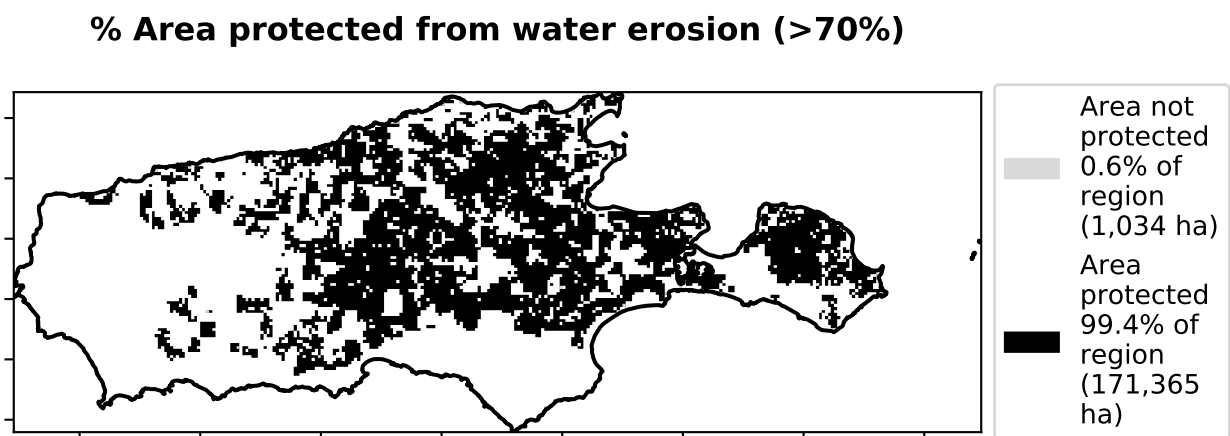 % Area protected from water erosion (>70%)
Area not
protected
0.6% of
region
(1,034 ha)
Area
protected
99.4% of
region
(171,365
ha)